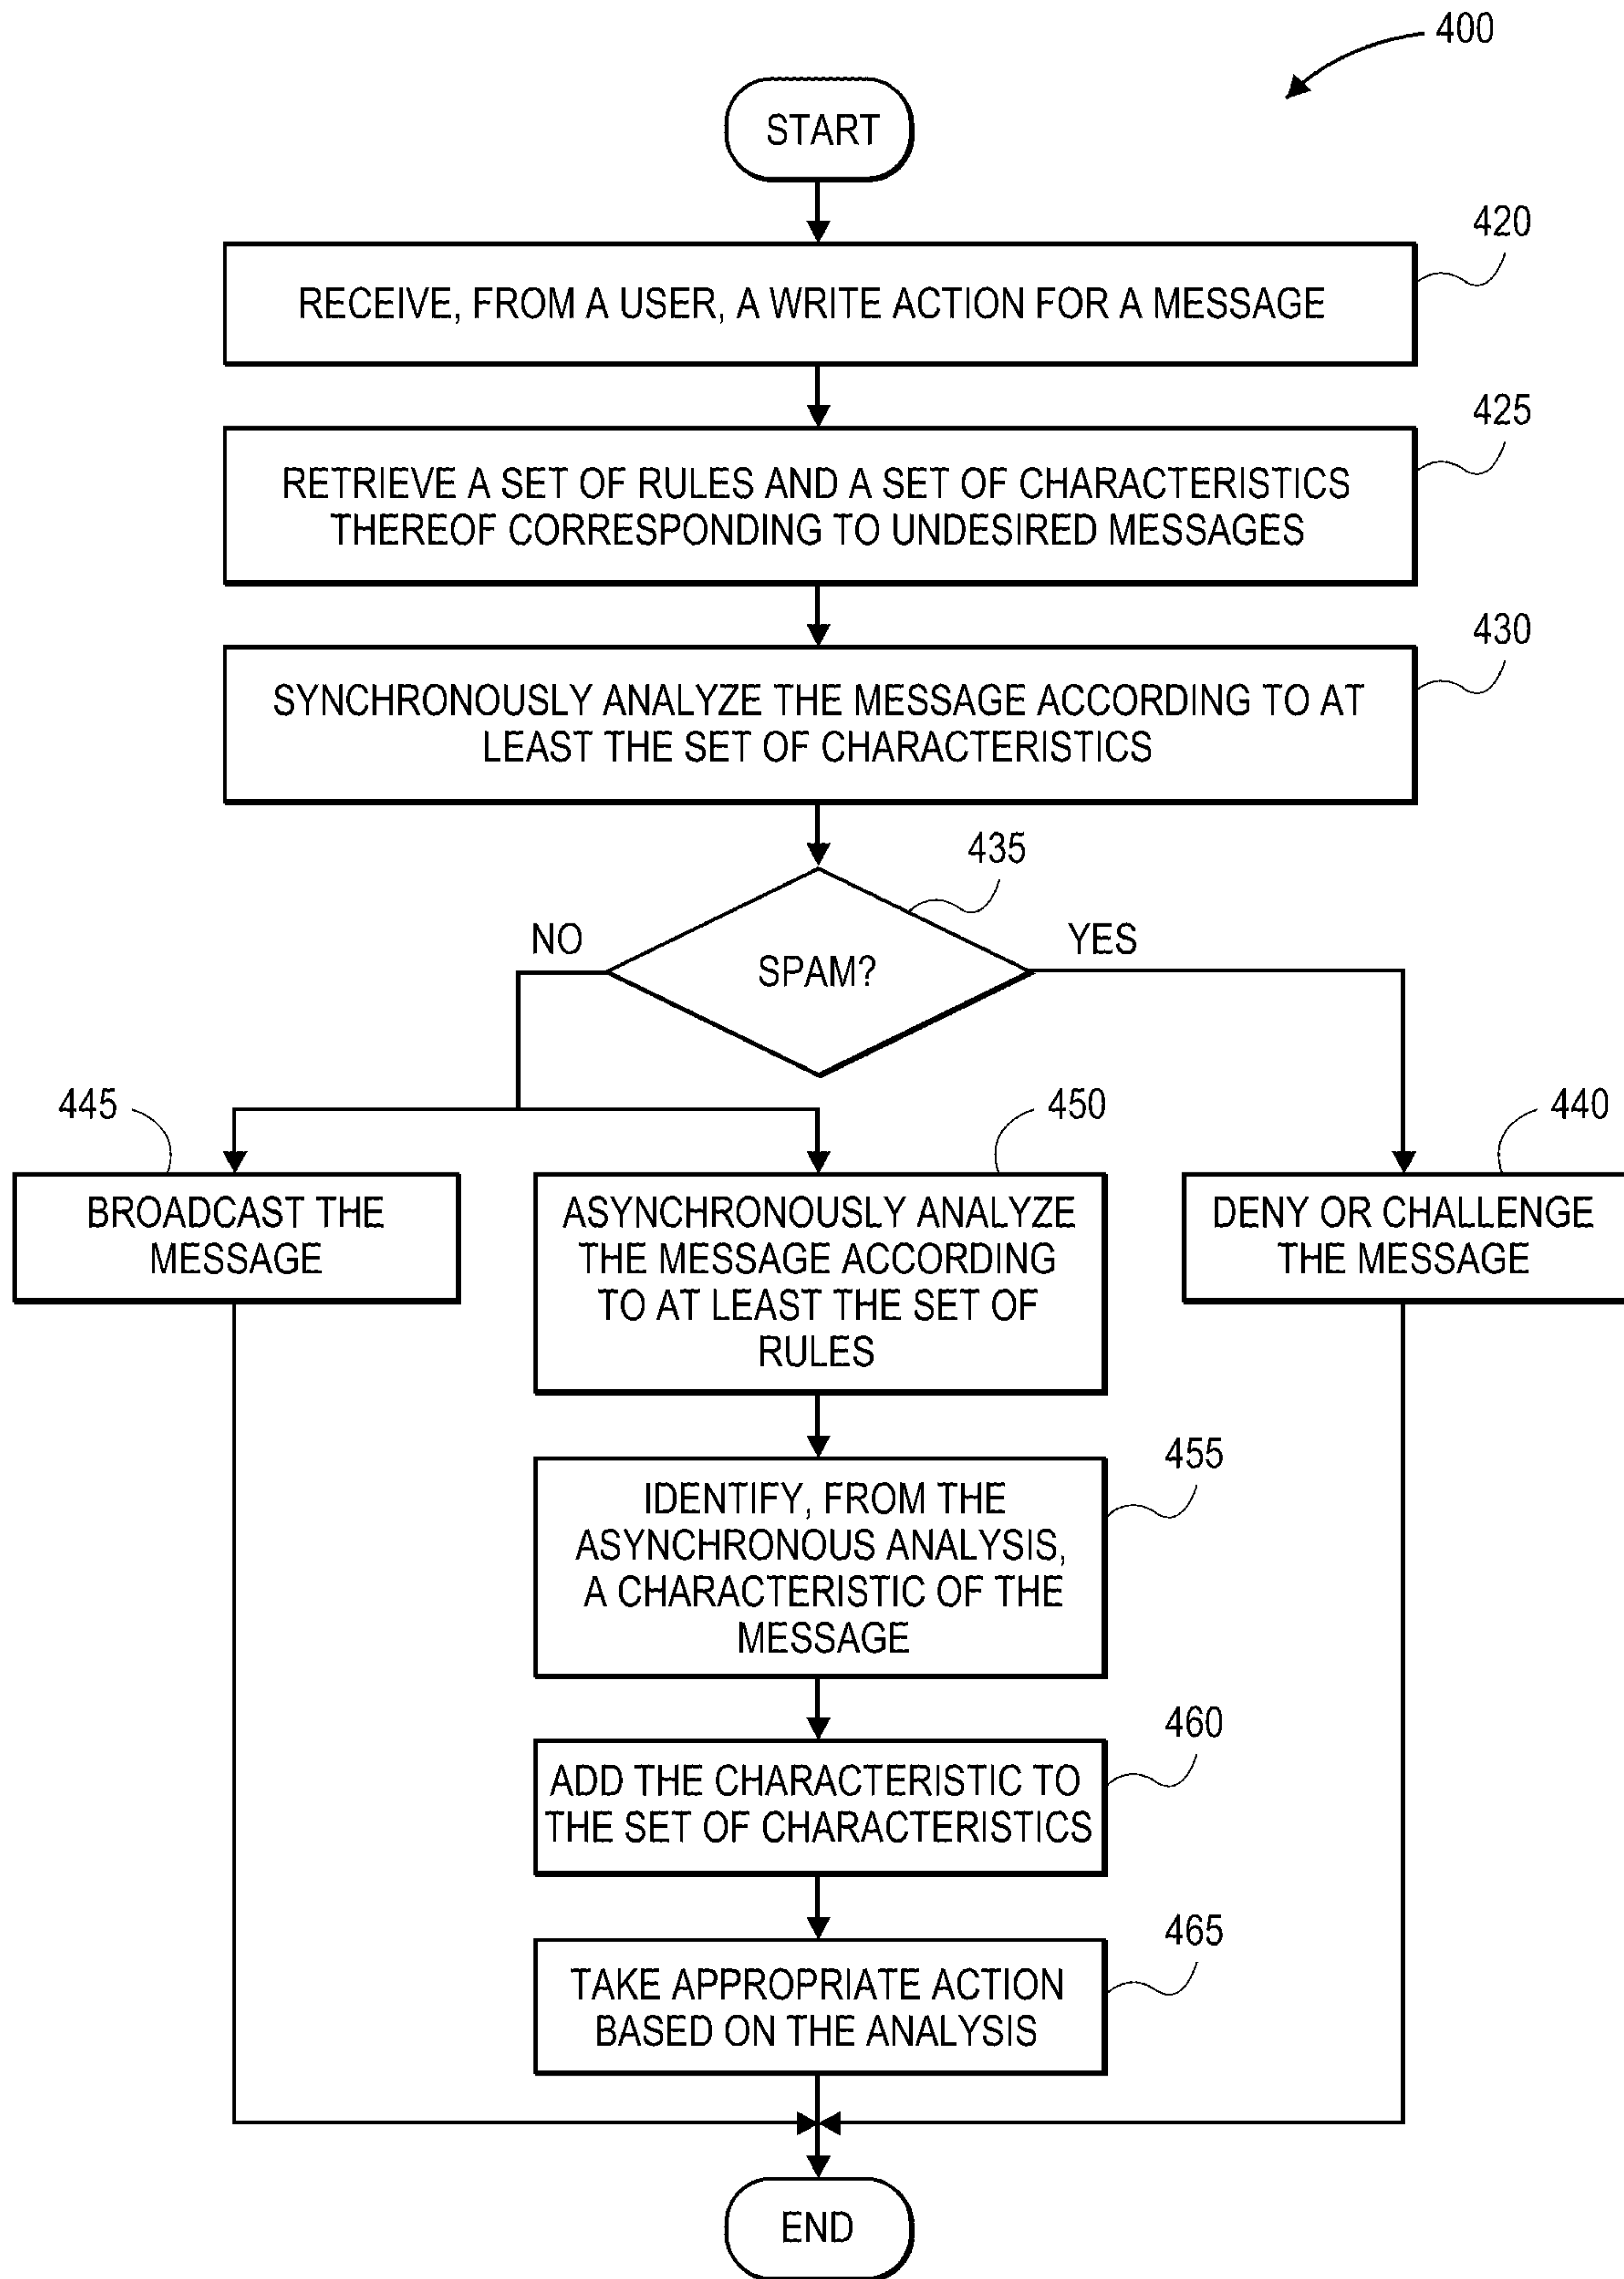 400
START
420
RECEIVE, FROM A USER, A WRITE ACTION FOR A MESSAGE
425
RETRIEVE A SET OF RULES AND A SET OF CHARACTERISTICS
THEREOF CORRESPONDING TO UNDESIRED MESSAGES
430
SYNCHRONOUSLY ANALYZE THE MESSAGE ACCORDING TO AT
LEAST THE SET OF CHARACTERISTICS
435
NO
YES
SPAM?
445
450
440
BROADCAST THE
MESSAGE
ASYNCHRONOUSLY ANALYZE
THE MESSAGE ACCORDING
TO AT LEAST THE SET OF
RULES
DENY OR CHALLENGE
THE MESSAGE
455
IDENTIFY, FROM THE
ASYNCHRONOUS ANALYSIS,
A CHARACTERISTIC OF THE
MESSAGE
460
ADD THE CHARACTERISTIC TO
THE SET OF CHARACTERISTICS
465
TAKE APPROPRIATE ACTION
BASED ON THE ANALYSIS
END